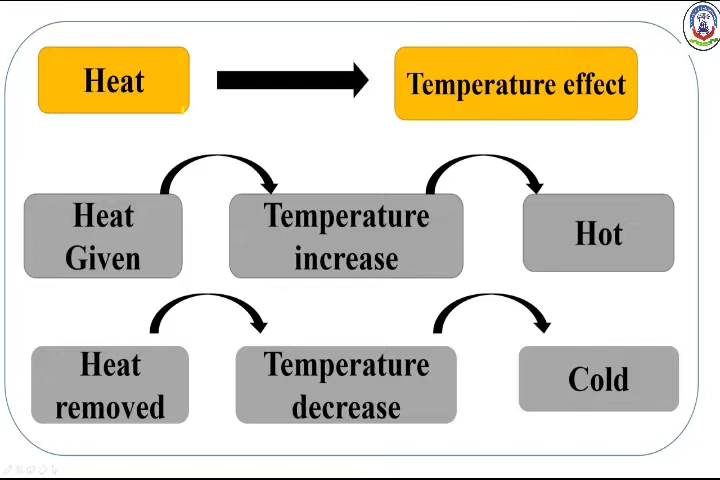 Heat
Temperature effect
Heat
Given
Temperature
increase
Hot
Heat
removed
Temperature
decrease
Cold